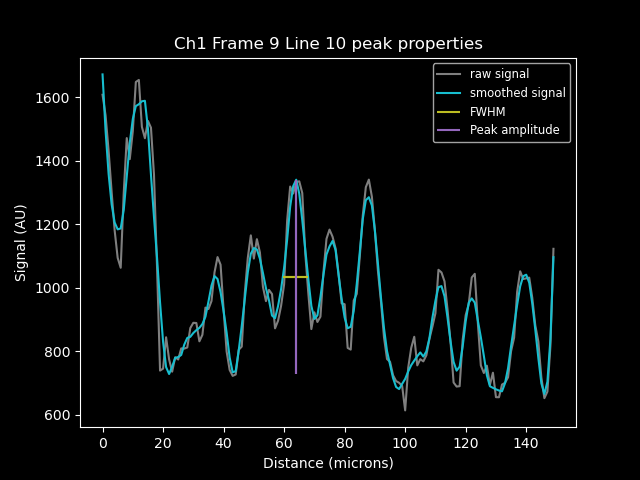 Ch1 Frame 9 Line 10 peak properties
raw signal
smoothed signal
FWHM
Peak amplitude
Signal (AU)
1600
1400
1200
1000
800
600
0 20 40 60 80 100 120 140
Distance (microns)